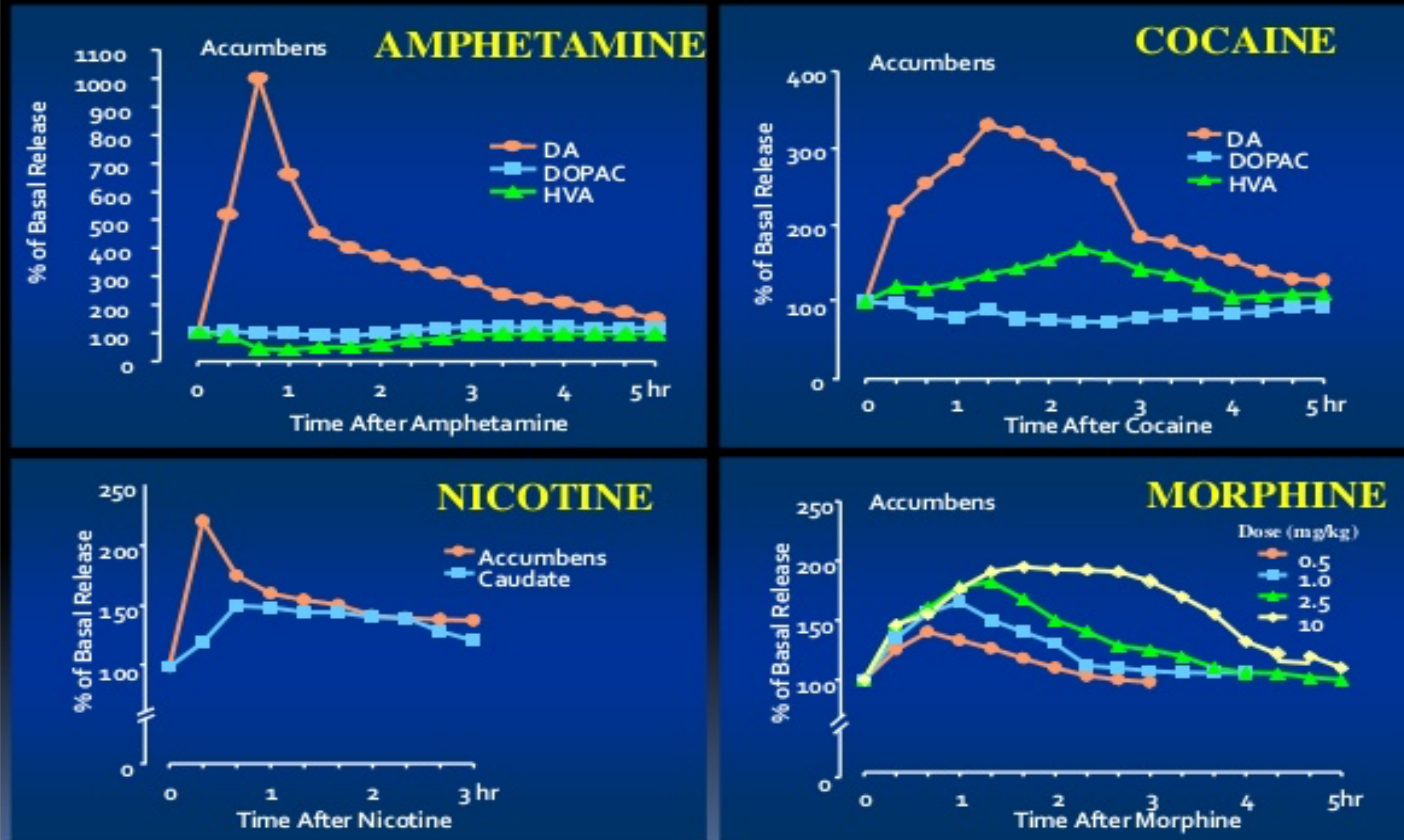 AMPHETAMINE
Accumbens
% of Basal Release
1100
1000
900
800
700
600
500
400
300
200
100
0
DA
DOPAC
HVA
0 1 2 3 4 5 hr
Time After Amphetamine
COCAINE
Accumbens
% of Basal Release
400
300
200
100
0
DA
DOPAC
HVA
0 1 2 3 4 5 hr
Time After Cocaine
NICOTINE
% of Basal Release
250
200
150
100
0
Accumbens
Caudate
0 1 2 3 hr
Time After Nicotine
MORPHINE
Accumbens
% of Basal Release
250
200
150
100
0
Dose (mg/kg)
0.5
1.0
2.5
10
0 1 2 3 4 5hr
Time After Morphine